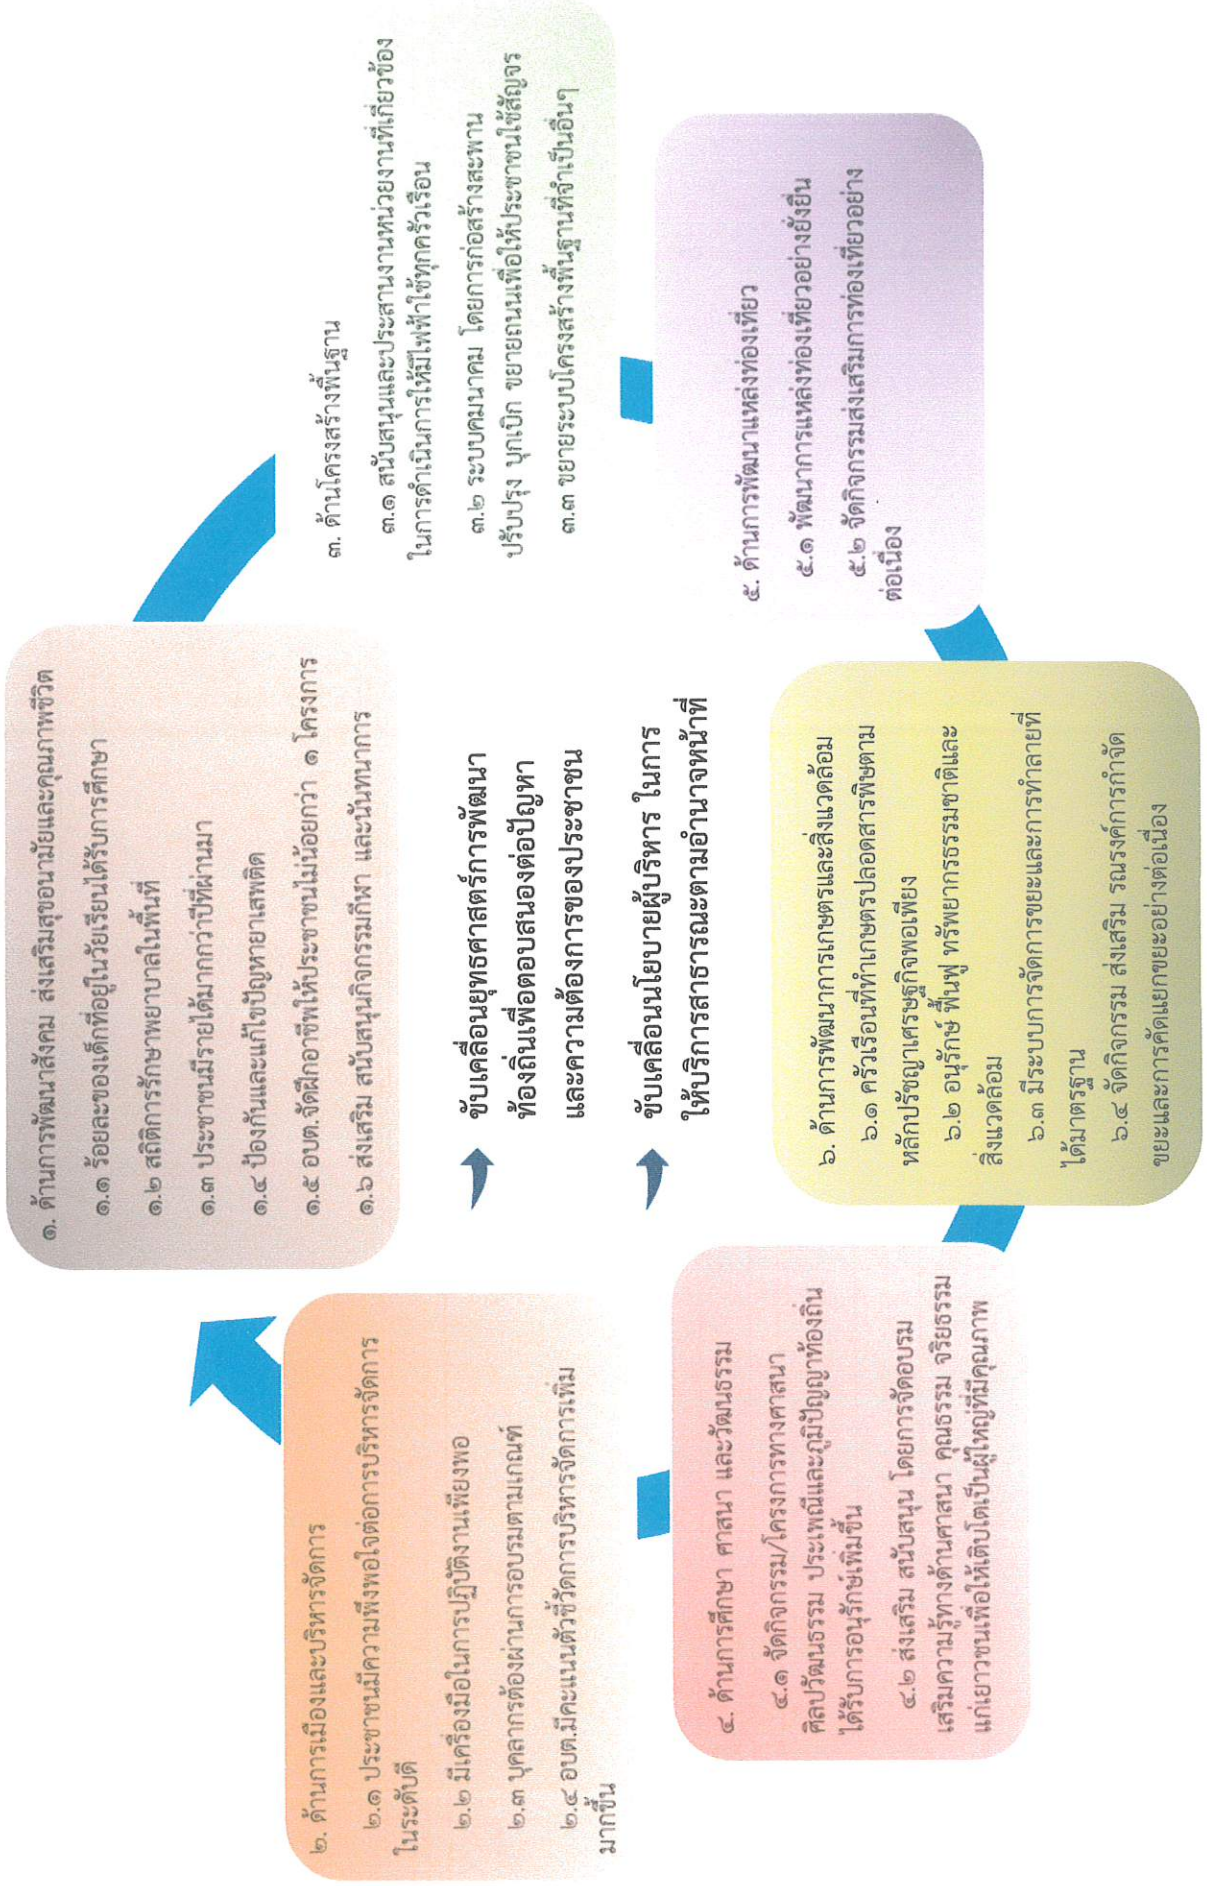 ๑. ด้านการพัฒนาสังคม ส่งเสริมสุขอนามัยและคุณภาพชีวิต
๑.๑ ร้อยละของเด็กที่อยู่ในวัยเรียนได้รับการศึกษา
๑.๒ สถิติการรักษาพยาบาลในพื้นที่
๑.๓ ประชาชนมีรายได้มากกว่าปีที่ผ่านมา
๑.๔ ป้องกันและแก้ไขปัญหายาเสพติด
๑.๕ อบต.จัดฝึกอาชีพให้ประชาชนไม่น้อยกว่า ๑ โครงการ
๑.๖ ส่งเสริม สนับสนุนกิจกรรมกีฬา และนันทนาการ
๒. ด้านการเมืองและบริหารจัดการ
๒.๑ ประชาชนมีความพึงพอใจต่อการบริหารจัดการ
ในระดับดี
๒.๒ มีเครื่องมือในการปฏิบัติงานเพียงพอ
๒.๓ บุคลากรต้องผ่านการอบรมตามเกณฑ์
๒.๔ อบต.มีคะแนนตัวชี้วัดการบริหารจัดการเพิ่ม
มากขึ้น
๓. ด้านโครงสร้างพื้นฐาน
๓.๑ สนับสนุนและประสานงานหน่วยงานที่เกี่ยวข้อง
ในการดำเนินการให้มีไฟฟ้าใช้ทุกครัวเรือน
๓.๒ ระบบคมนาคม โดยการก่อสร้างสะพาน
ปรับปรุง บุกเบิก ขยายถนนเพื่อให้ประชาชนใช้สัญจร
๓.๓ ขยายระบบโครงสร้างพื้นฐานที่จำเป็นอื่นๆ
ขับเคลื่อนยุทธศาสตร์การพัฒนา
ท้องถิ่นเพื่อตอบสนองต่อปัญหา
และความต้องการของประชาชน
ขับเคลื่อนนโยบายผู้บริหาร ในการ
ให้บริการสาธารณะตามอำนาจหน้าที่
๔. ด้านการศึกษา ศาสนา และวัฒนธรรม
๔.๑ จัดกิจกรรม/โครงการทางศาสนา
ศิลปวัฒนธรรม ประเพณีและภูมิปัญญาท้องถิ่น
ได้รับการอนุรักษ์เพิ่มขึ้น
๔.๒ ส่งเสริม สนับสนุน โดยการจัดอบรม
เสริมความรู้ทางด้านศาสนา คุณธรรม จริยธรรม
แก่เยาวชนเพื่อให้เติบโตเป็นผู้ใหญ่ที่มีคุณภาพ
๖. ด้านการพัฒนาการเกษตรและสิ่งแวดล้อม
๖.๑ ครัวเรือนที่ทำเกษตรปลอดสารพิษตาม
หลักปรัชญาเศรษฐกิจพอเพียง
๖.๒ อนุรักษ์ ฟื้นฟู ทรัพยากรธรรมชาติและ
สิ่งแวดล้อม
๖.๓ มีระบบการจัดการขยะและการทำลายที่
ได้มาตรฐาน
๖.๔ จัดกิจกรรม ส่งเสริม รณรงค์การกำจัด
ขยะและการคัดแยกขยะอย่างต่อเนื่อง
๕. ด้านการพัฒนาแหล่งท่องเที่ยว
๕.๑ พัฒนาการแหล่งท่องเที่ยวอย่างยั่งยืน
๕.๒ จัดกิจกรรมส่งเสริมการท่องเที่ยวอย่าง
ต่อเนื่อง